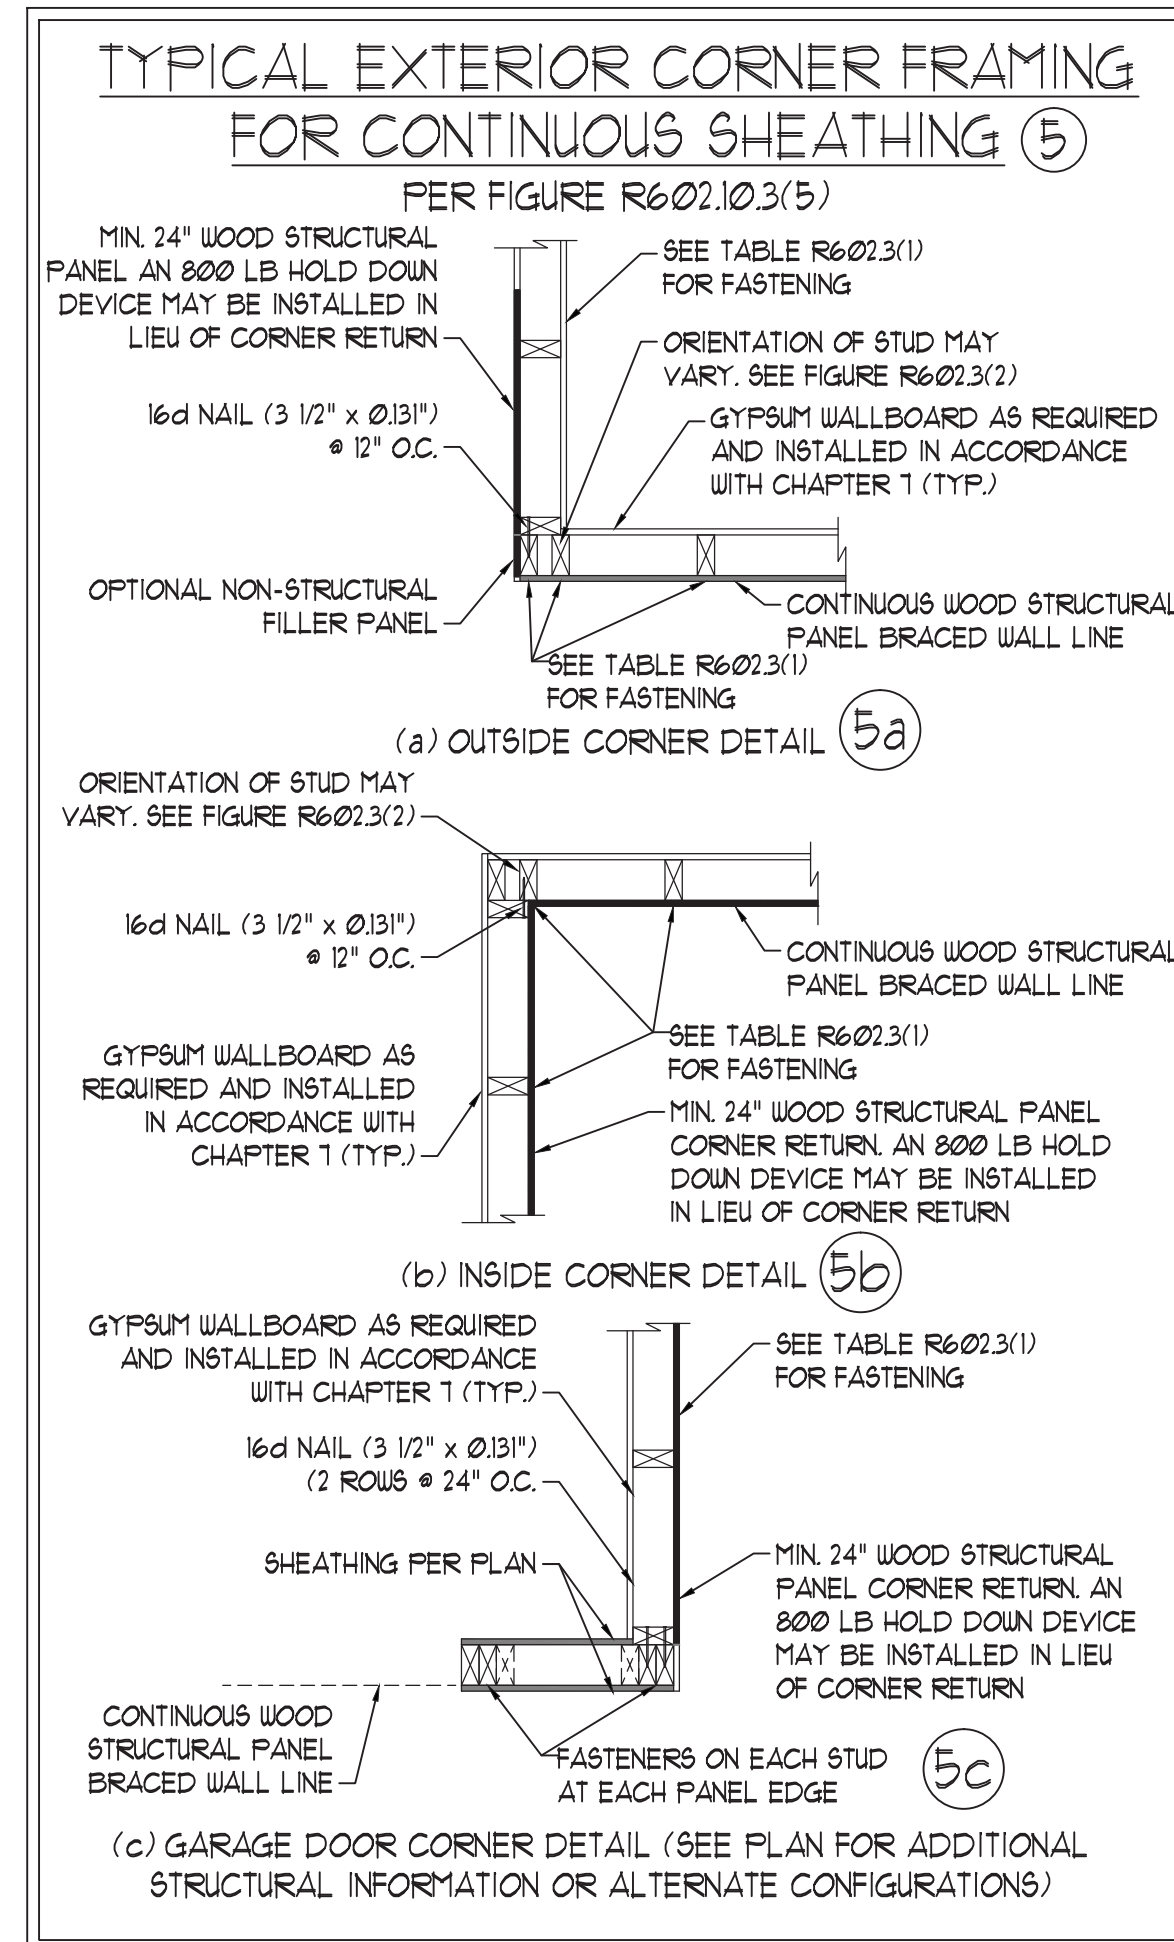 TYPICAL EXTERIOR CORNER FRAMING
FOR CONTINUOUS SHEATHING 5
PER FIGURE R602.10.3(5)
MIN. 24" WOOD STRUCTURAL
PANEL AN 800 LB HOLD DOWN
DEVICE MAY BE INSTALLED IN
LIEU OF CORNER RETURN
16d NAIL (3 1/2" x 0.131")
@ 12" O.C.
OPTIONAL NON-STRUCTURAL
FILLER PANEL
SEE TABLE R602.3(1)
FOR FASTENING
ORIENTATION OF STUD MAY
VARY. SEE FIGURE R602.3(2)
GYPSUM WALLBOARD AS REQUIRED
AND INSTALLED IN ACCORDANCE
WITH CHAPTER 7 (TYP.)
CONTINUOUS WOOD STRUCTURAL
PANEL BRACED WALL LINE
SEE TABLE R602.3(1)
FOR FASTENING
(a) OUTSIDE CORNER DETAIL 5a
ORIENTATION OF STUD MAY
VARY. SEE FIGURE R602.3(2)
16d NAIL (3 1/2" x 0.131")
@ 12" O.C.
GYPSUM WALLBOARD AS
REQUIRED AND INSTALLED
IN ACCORDANCE WITH
CHAPTER 7 (TYP.)
CONTINUOUS WOOD STRUCTURAL
PANEL BRACED WALL LINE
SEE TABLE R602.3(1)
FOR FASTENING
MIN. 24" WOOD STRUCTURAL PANEL
CORNER RETURN. AN 800 LB HOLD
DOWN DEVICE MAY BE INSTALLED
IN LIEU OF CORNER RETURN
(b) INSIDE CORNER DETAIL 5b
GYPSUM WALLBOARD AS REQUIRED
AND INSTALLED IN ACCORDANCE
WITH CHAPTER 7 (TYP.)
16d NAIL (3 1/2" x 0.131")
(2 ROWS @ 24" O.C.
SHEATHING PER PLAN
CONTINUOUS WOOD
STRUCTURAL PANEL
BRACED WALL LINE
SEE TABLE R602.3(1)
FOR FASTENING
MIN. 24" WOOD STRUCTURAL
PANEL CORNER RETURN. AN
800 LB HOLD DOWN DEVICE
MAY BE INSTALLED IN LIEU
OF CORNER RETURN
FASTENERS ON EACH STUD
AT EACH PANEL EDGE
5c
(c) GARAGE DOOR CORNER DETAIL (SEE PLAN FOR ADDITIONAL
STRUCTURAL INFORMATION OR ALTERNATE CONFIGURATIONS)